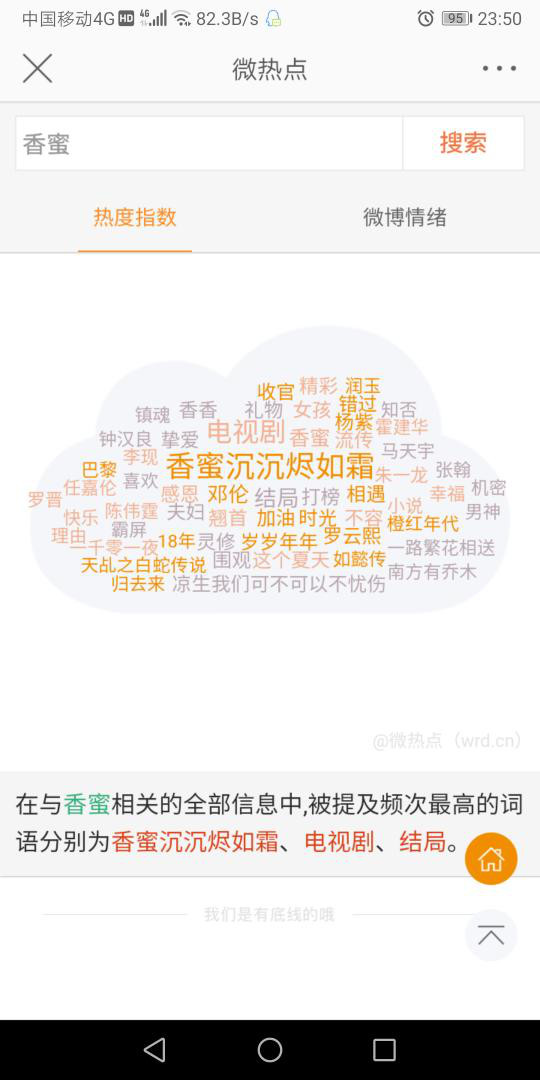 中国移动4G HD 4G 82.3B/s 95 23:50
微热点
香蜜 搜索
热度指数 微博情绪
收官 精彩 润玉
镇魂 香香 礼物 女孩 错过 知否
钟汉良 挚爱 电视剧 香蜜 杨紫 流传 霍建华
李现 香蜜沉沉烬如霜 马天宇
巴黎 喜欢 朱一龙 张翰
罗晋 任嘉伦 感恩 邓伦 结局 打榜 相遇 小说 幸福 机密
快乐 陈伟霆 夫妇 翘首 加油 时光 不容 橙红年代 男神
理由 霸屏 一千零一夜 18年 灵修 岁岁年年 罗云熙 一路繁花相送
天乩之白蛇传说 围观 这个夏天 如懿传 南方有乔木
归去来 凉生我们可不可以不忧伤
@微热点（wrd.cn）
在与香蜜相关的全部信息中,被提及频次最高的词
语分别为香蜜沉沉烬如霜、电视剧、结局。
我们是有底线的哦